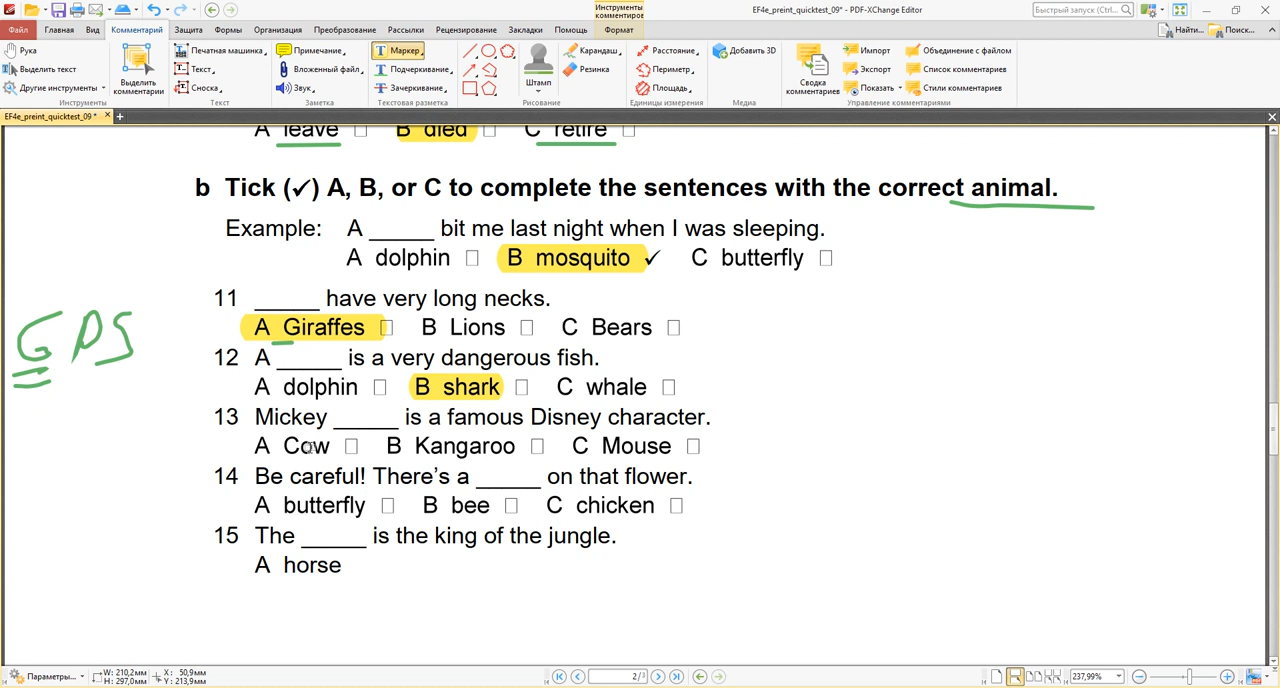 Инструменты комментиров
EF4e_preint_quicktest_09* - PDF-XChange Editor
Быстрый запуск (Ctrl...
Файл Главная Вид Комментарий Защита Формы Организация Преобразование Рассылки Рецензирование Закладки Помощь Формат Найти... Поиск...
Рука
Выделить текст
Другие инструменты
Инструменты
Выделить комментарии
Печатная машинка
Текст
Сноска
Текст
Примечание
Вложенный файл
Звук
Заметка
Маркер
Подчеркивание
Зачеркивание
Текстовая разметка
Штамп
Карандаш
Резинка
Рисование
Расстояние
Периметр
Площадь
Единицы измерения
Добавить 3D
Медиа
Сводка комментариев
Импорт
Экспорт
Показать
Объединение с файлом
Список комментариев
Стили комментариев
Управление комментариями
EF4e_preint_quicktest_09 *
A leave B died C retire
b Tick (✓) A, B, or C to complete the sentences with the correct animal.
Example: A _____ bit me last night when I was sleeping.
A dolphin B mosquito ✓ C butterfly
11 _____ have very long necks.
A Giraffes B Lions C Bears
GPS
12 A _____ is a very dangerous fish.
A dolphin B shark C whale
13 Mickey _____ is a famous Disney character.
A Cow B Kangaroo C Mouse
14 Be careful! There's a _____ on that flower.
A butterfly B bee C chicken
15 The _____ is the king of the jungle.
A horse
Параметры...
W: 210,2мм
H: 297,0мм
X: 50,9мм
Y: 213,9мм
2/3
237,99%